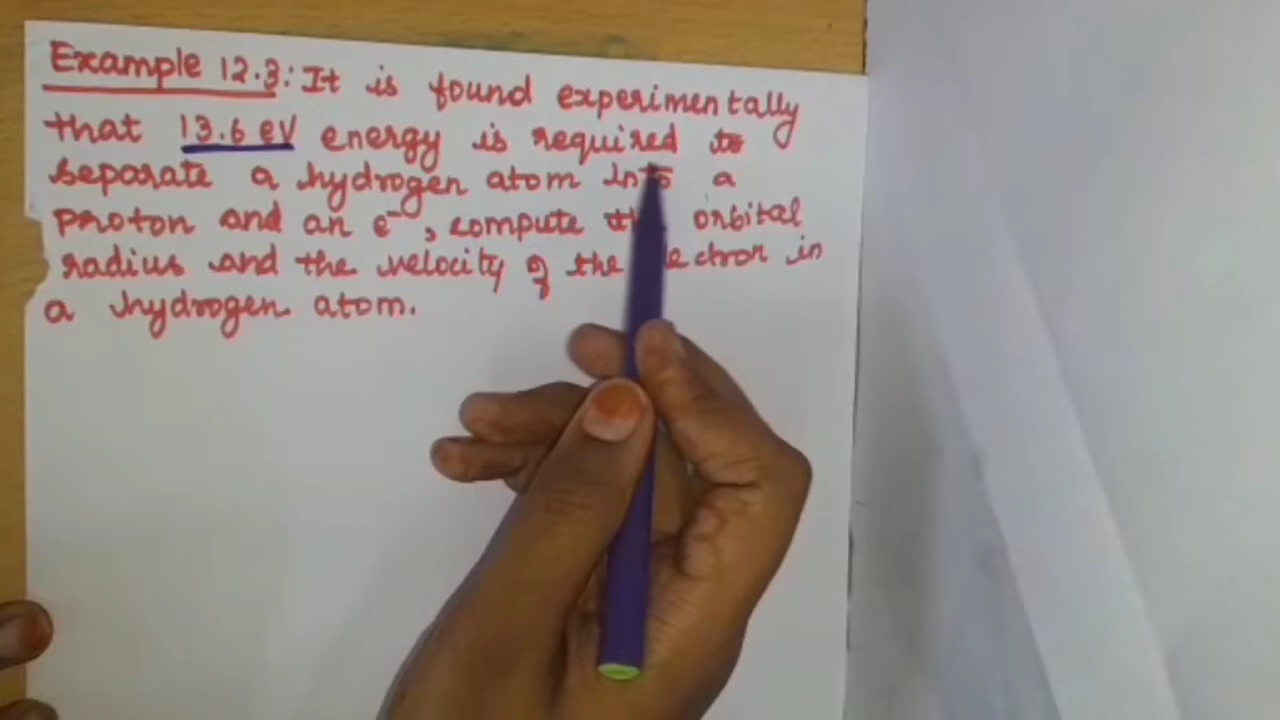 Example 12.3: It is found experimentally
that 13.6 eV energy is required to
separate a hydrogen atom into a
proton and an e⁻, compute the orbital
radius and the velocity of the electron in
a hydrogen atom.